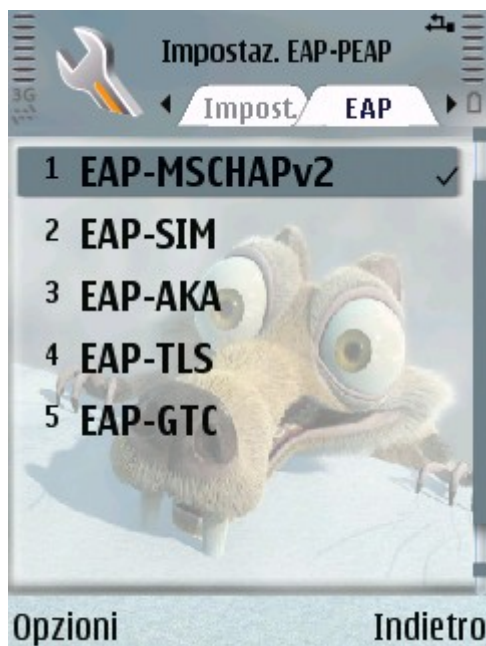 Impostaz. EAP-PEAP
3G
Impost. EAP
1 EAP-MSCHAPv2
2 EAP-SIM
3 EAP-AKA
4 EAP-TLS
5 EAP-GTC
Opzioni Indietro